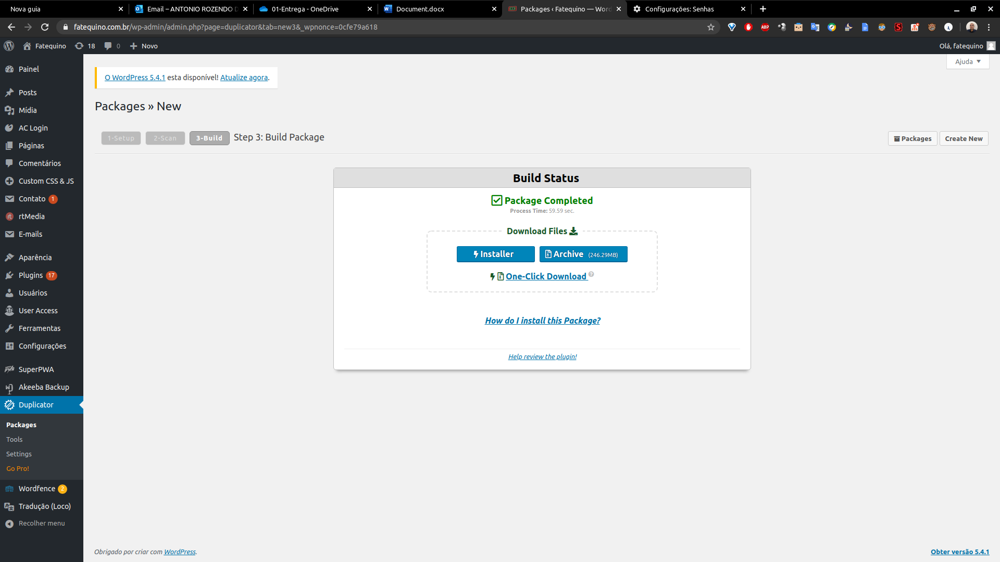 Nova guia
Email – ANTONIO ROZENDO
01-Entrega - OneDrive
Document.docx
Packages ‹ Fatequino — Word
Configurações: Senhas
fatequino.com.br/wp-admin/admin.php?page=duplicator&tab=new3&_wpnonce=0cfe79a618
Fatequino 18 0 Novo
Olá, fatequino
Ajuda
Painel
Posts
Mídia
AC Login
Páginas
Comentários
Custom CSS & JS
Contato 1
rtMedia
E-mails
Aparência
Plugins 17
Usuários
User Access
Ferramentas
Configurações
SuperPWA
Akeeba Backup
Duplicator
Packages
Tools
Settings
Go Pro!
Wordfence 2
Tradução (Loco)
Recolher menu
O WordPress 5.4.1 esta disponível! Atualize agora.
Packages » New
1-Setup 2-Scan 3-Build Step 3: Build Package
Packages Create New
Build Status
Package Completed
Process Time: 59.59 sec.
Download Files
Installer Archive (246.29MB)
One-Click Download ?
How do I install this Package?
Help review the plugin!
Obrigado por criar com WordPress.
Obter versão 5.4.1